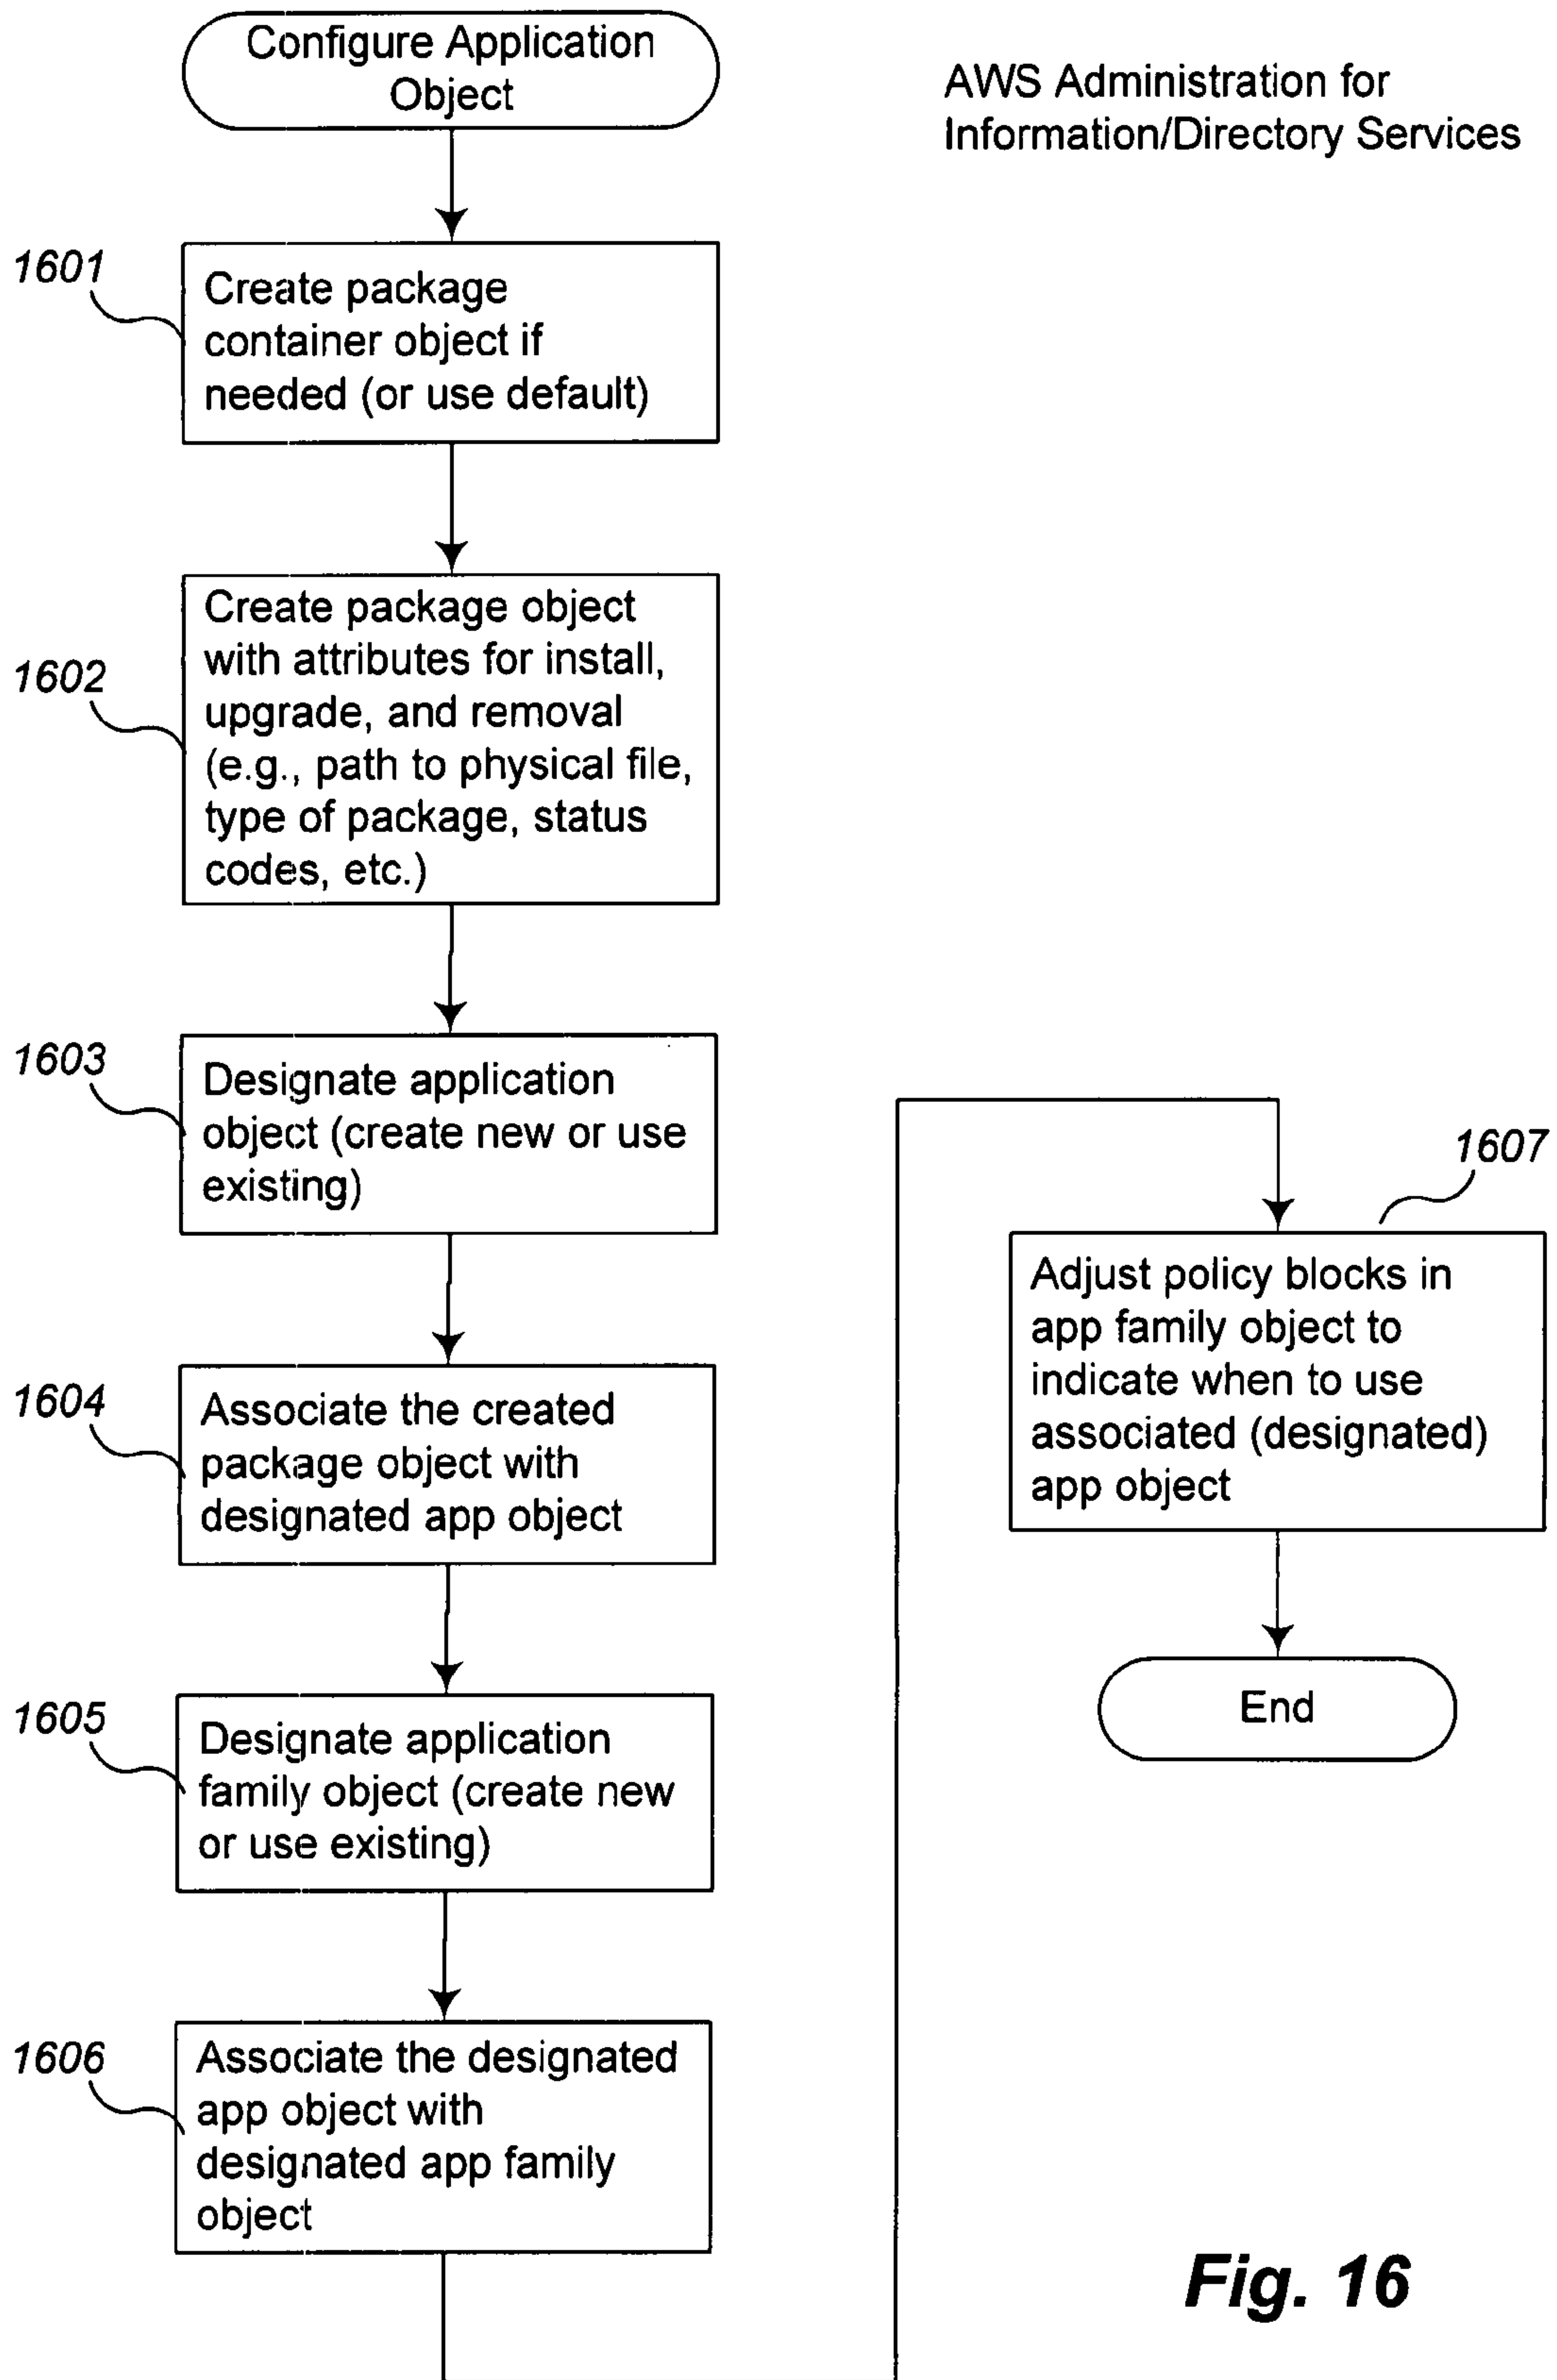 Configure Application
Object
AWS Administration for
Information/Directory Services
1601
Create package
container object if
needed (or use default)
1602
Create package object
with attributes for install,
upgrade, and removal
(e.g., path to physical file,
type of package, status
codes, etc.)
1603
Designate application
object (create new or use
existing)
1604
Associate the created
package object with
designated app object
1605
Designate application
family object (create new
or use existing)
1606
Associate the designated
app object with
designated app family
object
1607
Adjust policy blocks in
app family object to
indicate when to use
associated (designated)
app object
End
Fig. 16